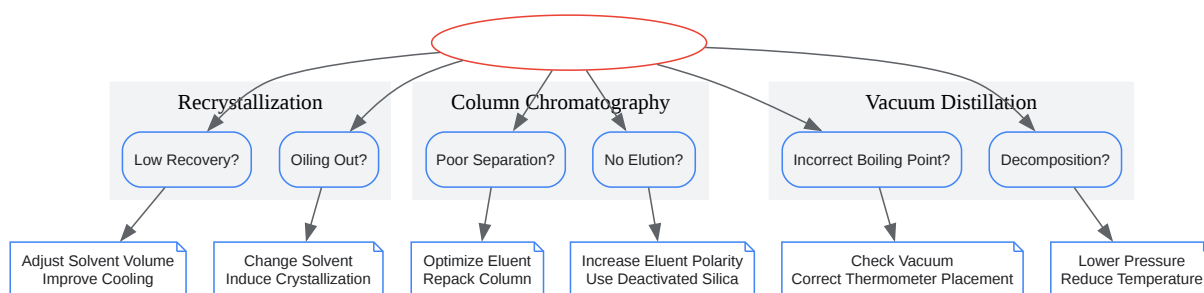 Recrystallization
Column Chromatography
Vacuum Distillation
Low Recovery?
Oiling Out?
Poor Separation?
No Elution?
Incorrect Boiling Point?
Decomposition?
Adjust Solvent Volume
Improve Cooling
Change Solvent
Induce Crystallization
Optimize Eluent
Repack Column
Increase Eluent Polarity
Use Deactivated Silica
Check Vacuum
Correct Thermometer Placement
Lower Pressure
Reduce Temperature